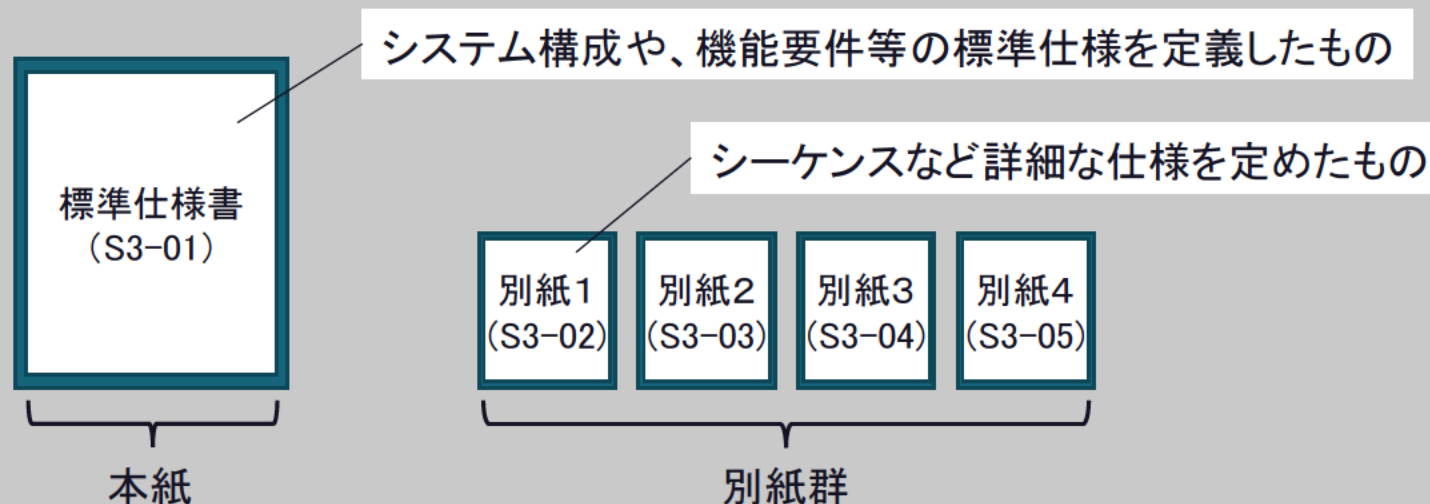 システム構成や、機能要件等の標準仕様を定義したもの
シーケンスなど詳細な仕様を定めたもの
標準仕様書
（S3-01）
別紙1
（S3-02）
別紙2
（S3-03）
別紙3
（S3-04）
別紙4
（S3-05）
本紙
別紙群